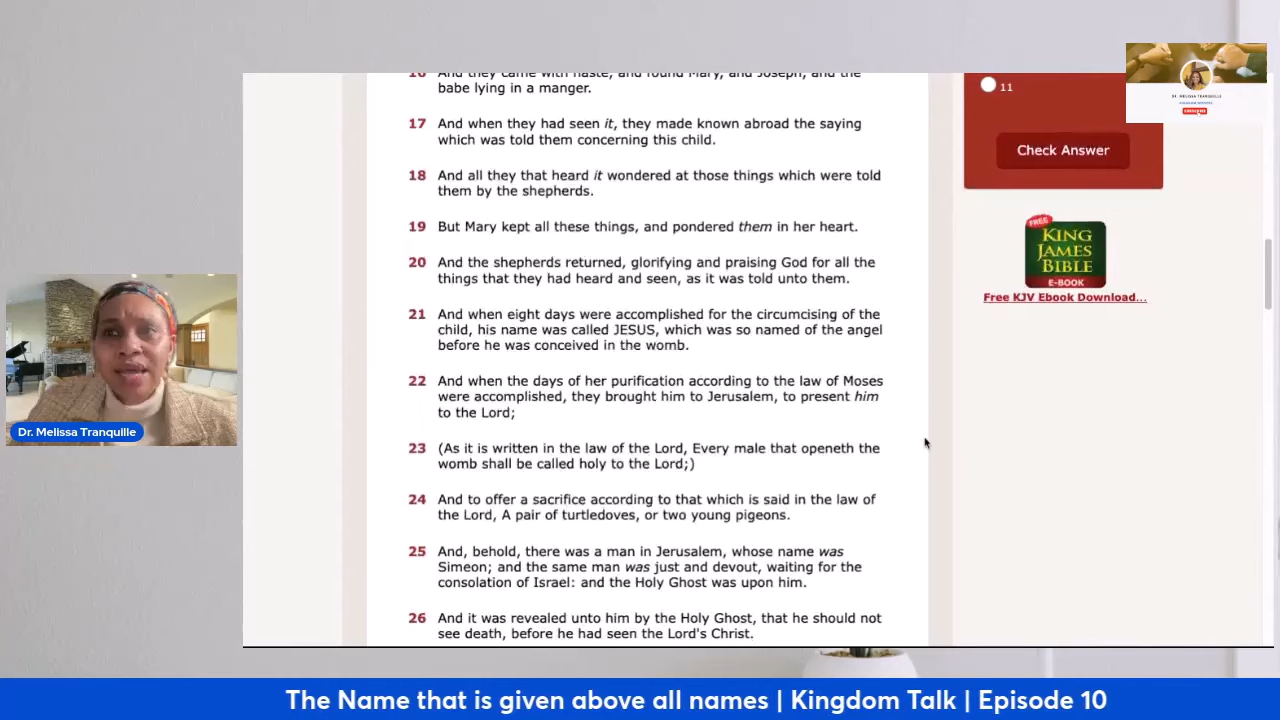 16 And they came with haste, and found Mary, and Joseph, and the
babe lying in a manger.
17 And when they had seen it, they made known abroad the saying
which was told them concerning this child.
18 And all they that heard it wondered at those things which were told
them by the shepherds.
19 But Mary kept all these things, and pondered them in her heart.
20 And the shepherds returned, glorifying and praising God for all the
things that they had heard and seen, as it was told unto them.
21 And when eight days were accomplished for the circumcising of the
child, his name was called JESUS, which was so named of the angel
before he was conceived in the womb.
22 And when the days of her purification according to the law of Moses
were accomplished, they brought him to Jerusalem, to present him
to the Lord;
23 (As it is written in the law of the Lord, Every male that openeth the
womb shall be called holy to the Lord;)
24 And to offer a sacrifice according to that which is said in the law of
the Lord, A pair of turtledoves, or two young pigeons.
25 And, behold, there was a man in Jerusalem, whose name was
Simeon; and the same man was just and devout, waiting for the
consolation of Israel: and the Holy Ghost was upon him.
26 And it was revealed unto him by the Holy Ghost, that he should not
see death, before he had seen the Lord's Christ.
11
Check Answer
FREE
KING
JAMES
BIBLE
E-BOOK
Free KJV Ebook Download...
DR. MELISSA TRANQUILLE
Dr. Melissa Tranquille
The Name that is given above all names | Kingdom Talk | Episode 10